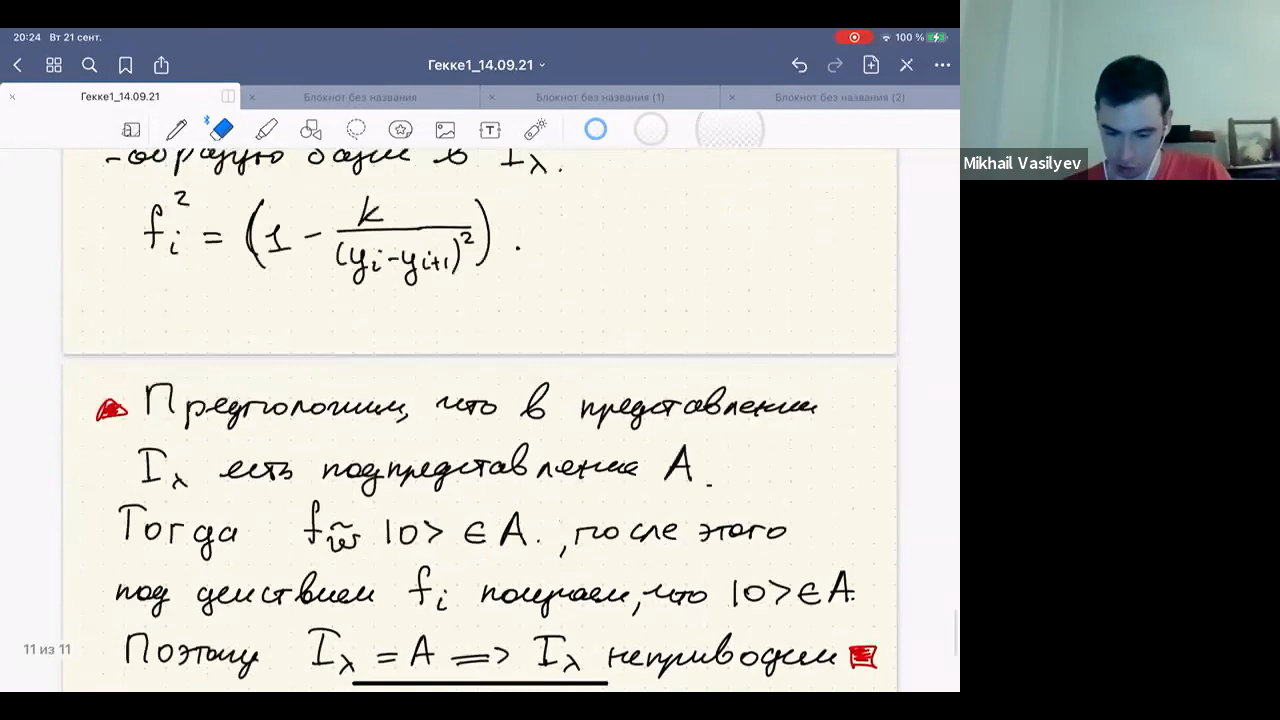 20:24 Вт 21 сент.
100 %
Гекке1_14.09.21
Гекке1_14.09.21
Блокнот без названия
Блокнот без названия (1)
Блокнот без названия (2)
Mikhail Vasilyev
в I_λ.
f_i^2 = (1 - k/(y_i - y_{i+1})^2) .
Предположим, что в представлении
I_λ есть подпредставление A.
Тогда f_w̃ |0> ∈ A. , после этого
под действием f_i получаем, что |0> ∈ A.
11 из 11
Поэтому I_λ = A ⟹ I_λ неприводим